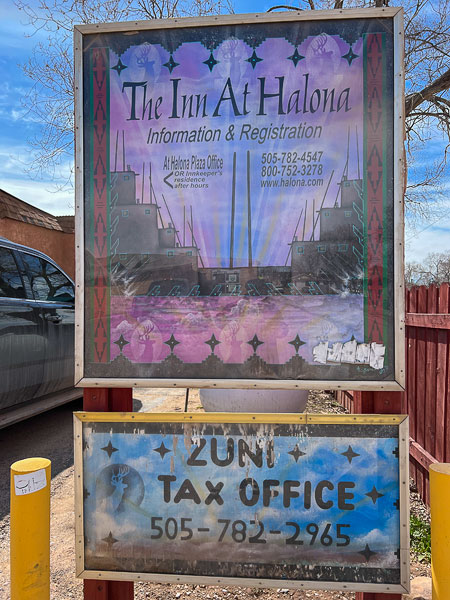 The Inn At Halona
Information & Registration
At Halona Plaza Office
OR Innkeeper's
residence
after hours
505-782-4547
800-752-3278
www.halona.com
ZUNI
TAX OFFICE
505-782-2965